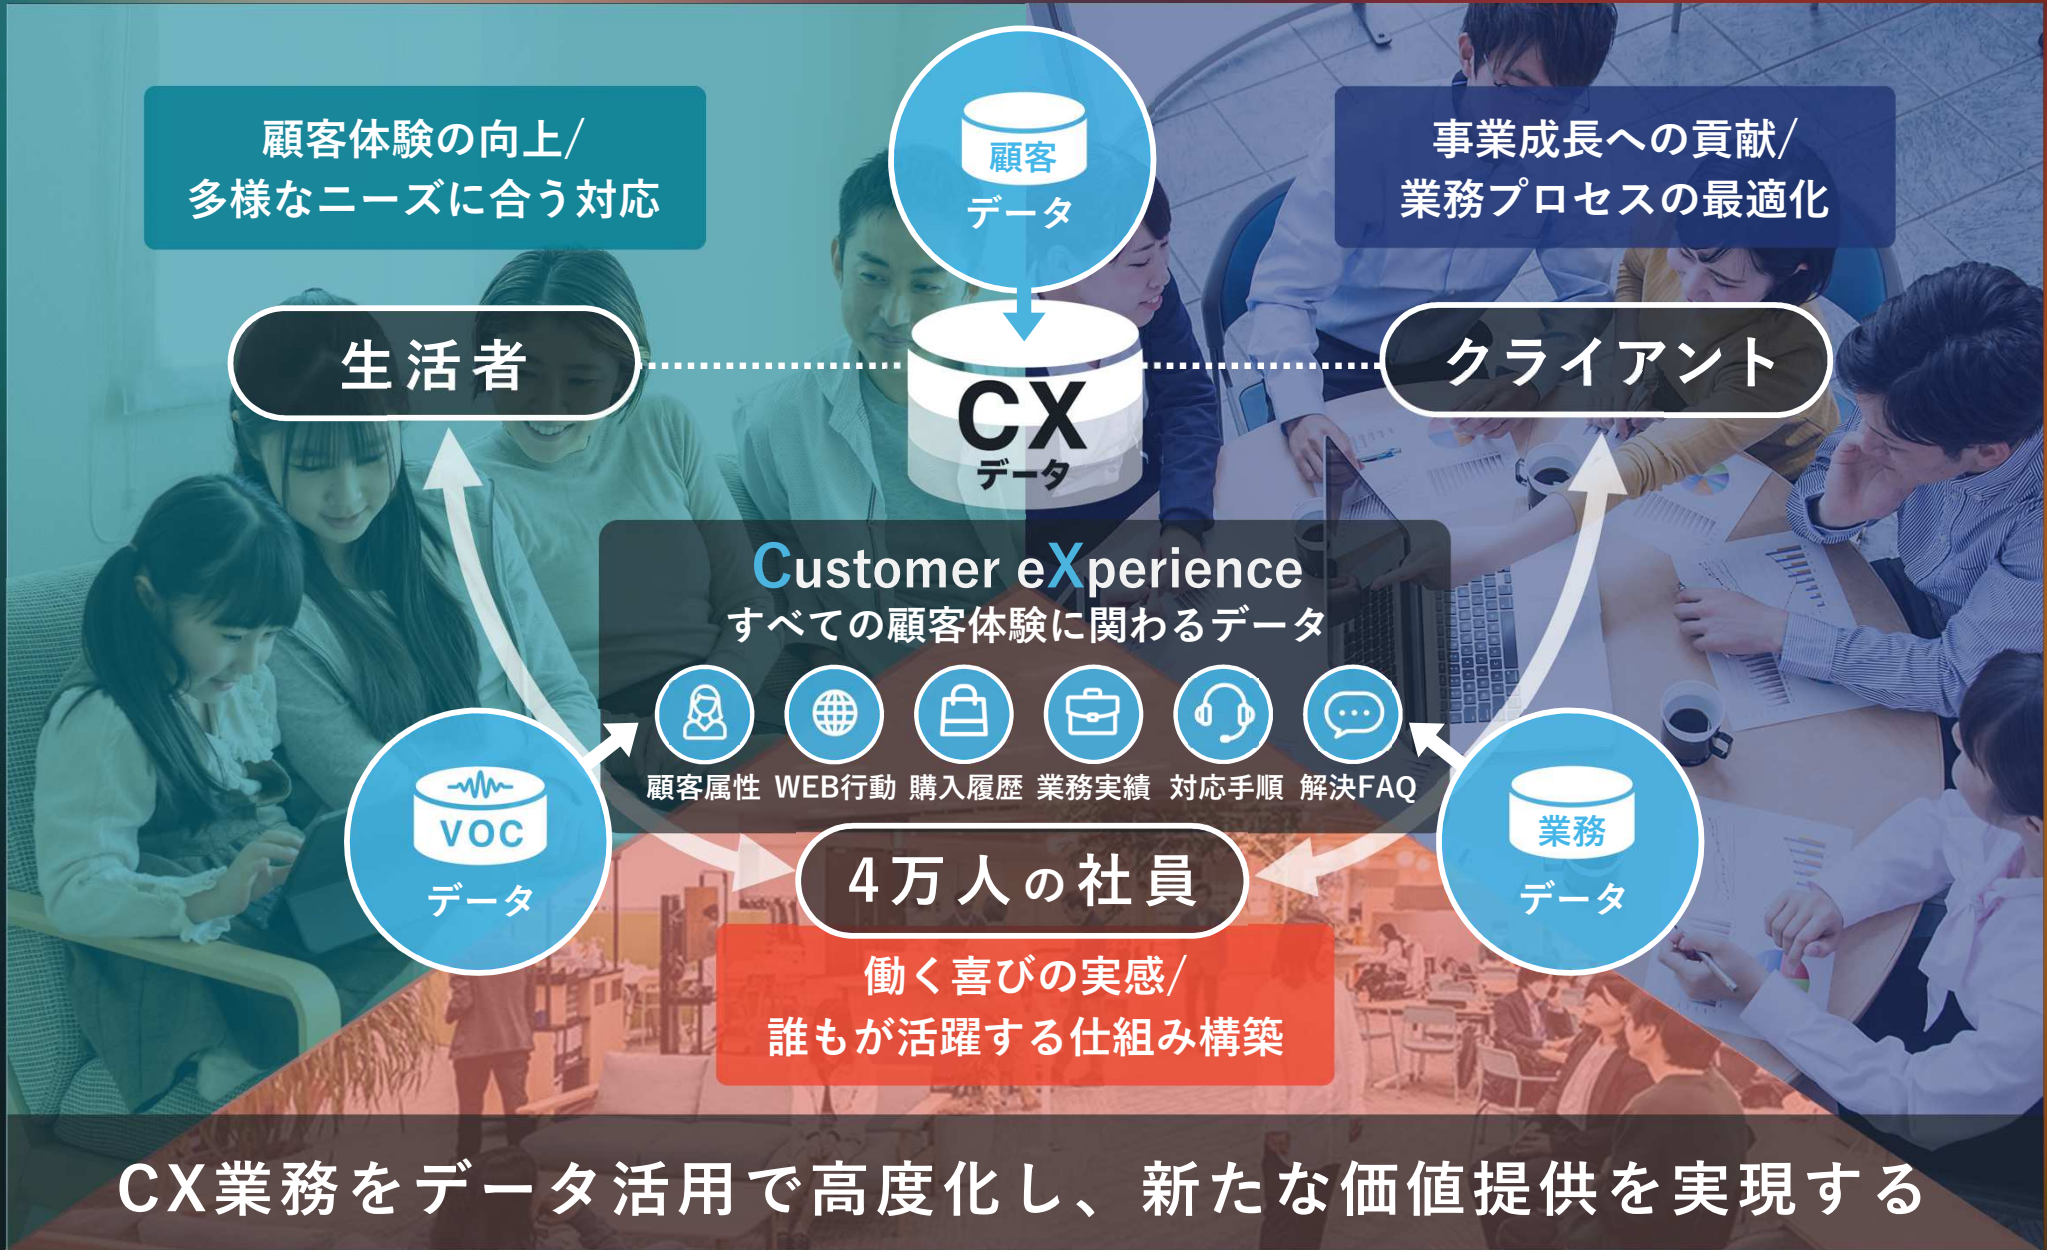 顧客体験の向上/
多様なニーズに合う対応
顧客
データ
事業成長への貢献/
業務プロセスの最適化
生活者
CX
データ
クライアント
Customer eXperience
すべての顧客体験に関わるデータ
顧客属性 WEB行動 購入履歴 業務実績 対応手順 解決FAQ
VOC
データ
業務
データ
4万人の社員
働く喜びの実感/
誰もが活躍する仕組み構築
CX業務をデータ活用で高度化し、新たな価値提供を実現する